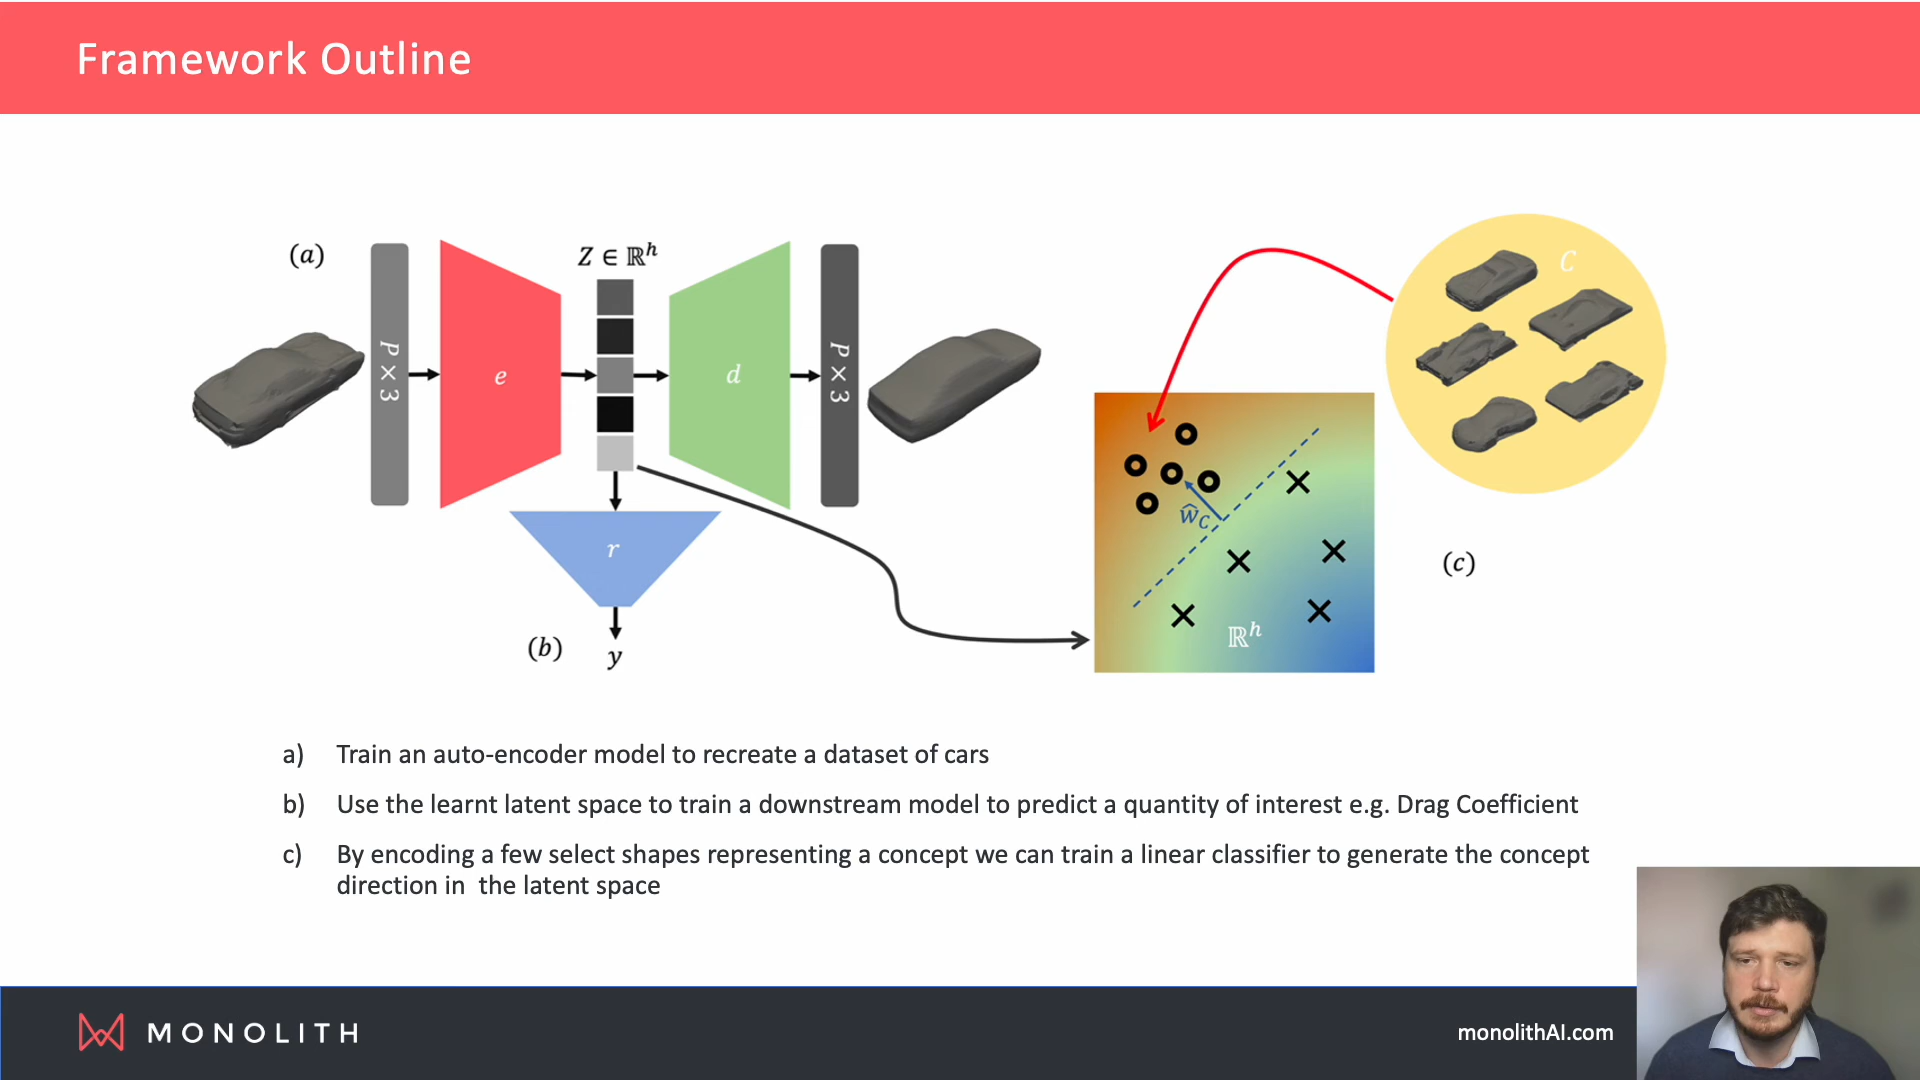 Framework Outline
(a)
P × 3
e
Z ∈ ℝʰ
d
P × 3
C
r
(b)
y
ŵ_C
ℝʰ
(c)
a) Train an auto-encoder model to recreate a dataset of cars
b) Use the learnt latent space to train a downstream model to predict a quantity of interest e.g. Drag Coefficient
c) By encoding a few select shapes representing a concept we can train a linear classifier to generate the concept
direction in the latent space
MONOLITH
monolithAI.com